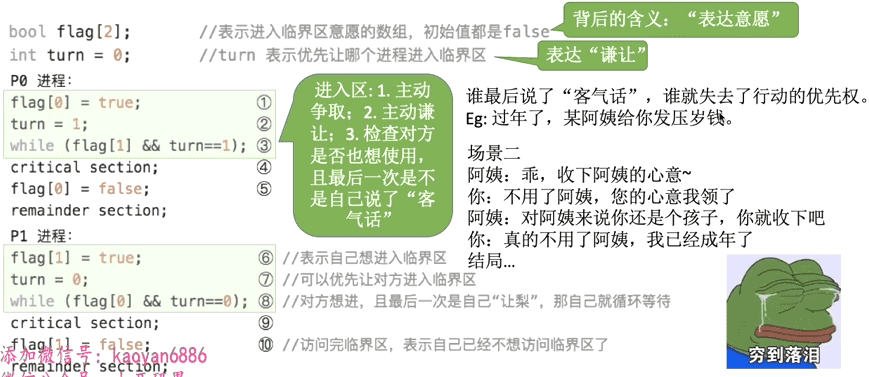 bool flag[2]; //表示进入临界区意愿的数组，初始值都是false
背后的含义：“表达意愿”
int turn = 0; //turn 表示优先让哪个进程进入临界区
表达“谦让”
P0 进程：
flag[0] = true; ①
turn = 1; ②
while (flag[1] && turn==1); ③
critical section; ④
flag[0] = false; ⑤
remainder section;
P1 进程：
flag[1] = true; ⑥ //表示自己想进入临界区
turn = 0; ⑦ //可以优先让对方进入临界区
while (flag[0] && turn==0); ⑧ //对方想进，且最后一次是自己“让梨”，那自己就循环等待
critical section; ⑨
flag[1] = false; ⑩ //访问完临界区，表示自己已经不想访问临界区了
remainder section;
进入区：1. 主动
争取；2. 主动谦
让；3. 检查对方
是否也想使用，
且最后一次是不
是自己说了“客
气话”
谁最后说了“客气话”，谁就失去了行动的优先权。
Eg: 过年了，某阿姨给你发压岁钱。
场景二
阿姨：乖，收下阿姨的心意~
你：不用了阿姨，您的心意我领了
阿姨：对阿姨来说你还是个孩子，你就收下吧
你：真的不用了阿姨，我已经成年了
结局…
穷到落泪
添加微信号：kaoyan6886